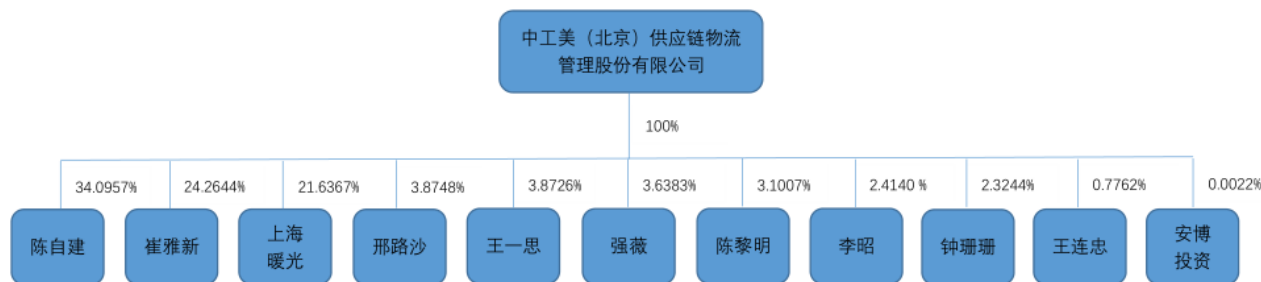 中工美（北京）供应链物流
管理股份有限公司
100%
34.0957%
24.2644%
21.6367%
3.8748%
3.8726%
3.6383%
3.1007%
2.4140 %
2.3244%
0.7762%
0.0022%
陈自建
崔雅新
上海
暖光
邢路沙
王一思
强薇
陈黎明
李昭
钟珊珊
王连忠
安博
投资